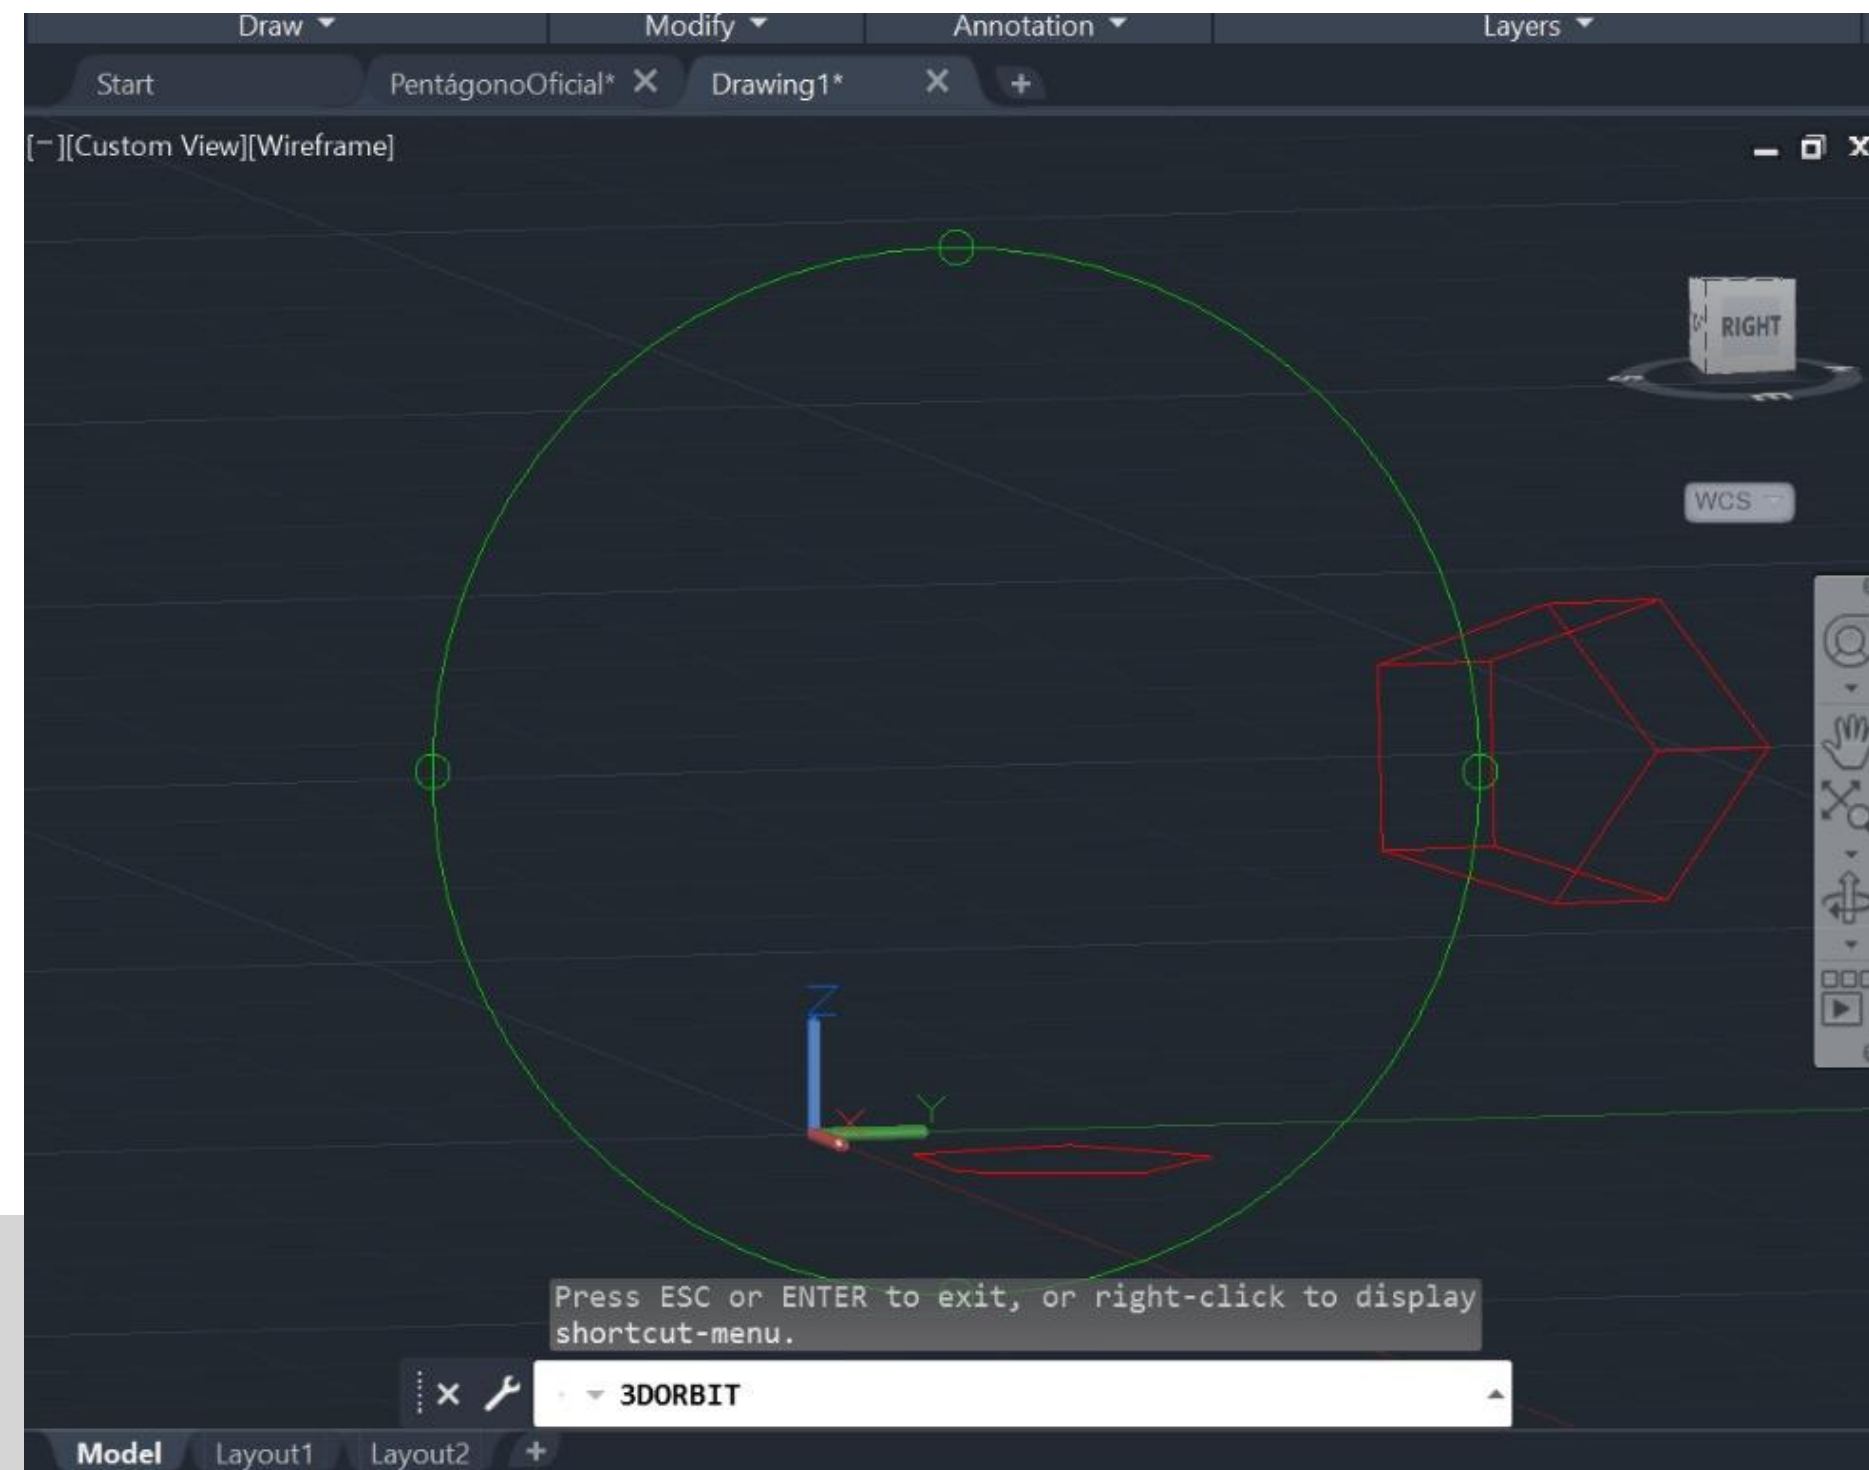 Draw Modify Annotation Layers
Start PentágonoOficial* Drawing1* +
[−][Custom View][Wireframe]
RIGHT
S E
WCS
Z
X Y
Press ESC or ENTER to exit, or right-click to display
shortcut-menu.
3DORBIT
Model Layout1 Layout2 +